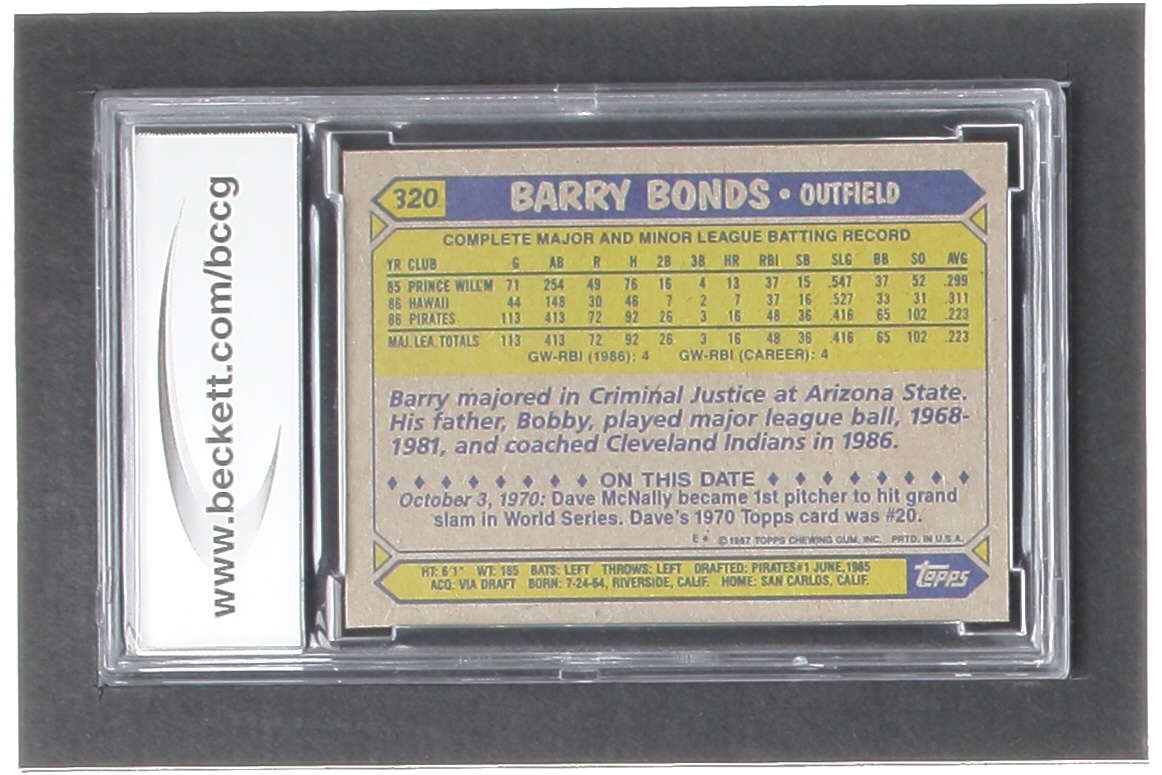 www.beckett.com/bccg
320 BARRY BONDS • OUTFIELD
COMPLETE MAJOR AND MINOR LEAGUE BATTING RECORD
YR CLUB G AB R H 2B 3B HR RBI SB SLG BB SO AVG
85 PRINCE WILL'M 71 254 49 76 16 4 13 37 15 .547 37 52 .299
86 HAWAII 44 148 30 46 7 2 7 37 16 .527 33 31 .311
86 PIRATES 113 413 72 92 26 3 16 48 36 .416 65 102 .223
MAJ. LEA. TOTALS 113 413 72 92 26 3 16 48 36 .416 65 102 .223
GW-RBI (1986): 4 GW-RBI (CAREER): 4
Barry majored in Criminal Justice at Arizona State.
His father, Bobby, played major league ball, 1968-
1981, and coached Cleveland Indians in 1986.
♦ ♦ ♦ ♦ ♦ ♦ ♦ ♦ ON THIS DATE ♦ ♦ ♦ ♦ ♦ ♦ ♦ ♦
October 3, 1970: Dave McNally became 1st pitcher to hit grand
slam in World Series. Dave's 1970 Topps card was #20.
E* ©1987 TOPPS CHEWING GUM, INC. PRTD. IN U.S.A.
HT: 6'1" WT: 185 BATS: LEFT THROWS: LEFT DRAFTED: PIRATES #1 JUNE, 1985
ACQ: VIA DRAFT BORN: 7-24-64, RIVERSIDE, CALIF. HOME: SAN CARLOS, CALIF.
Topps